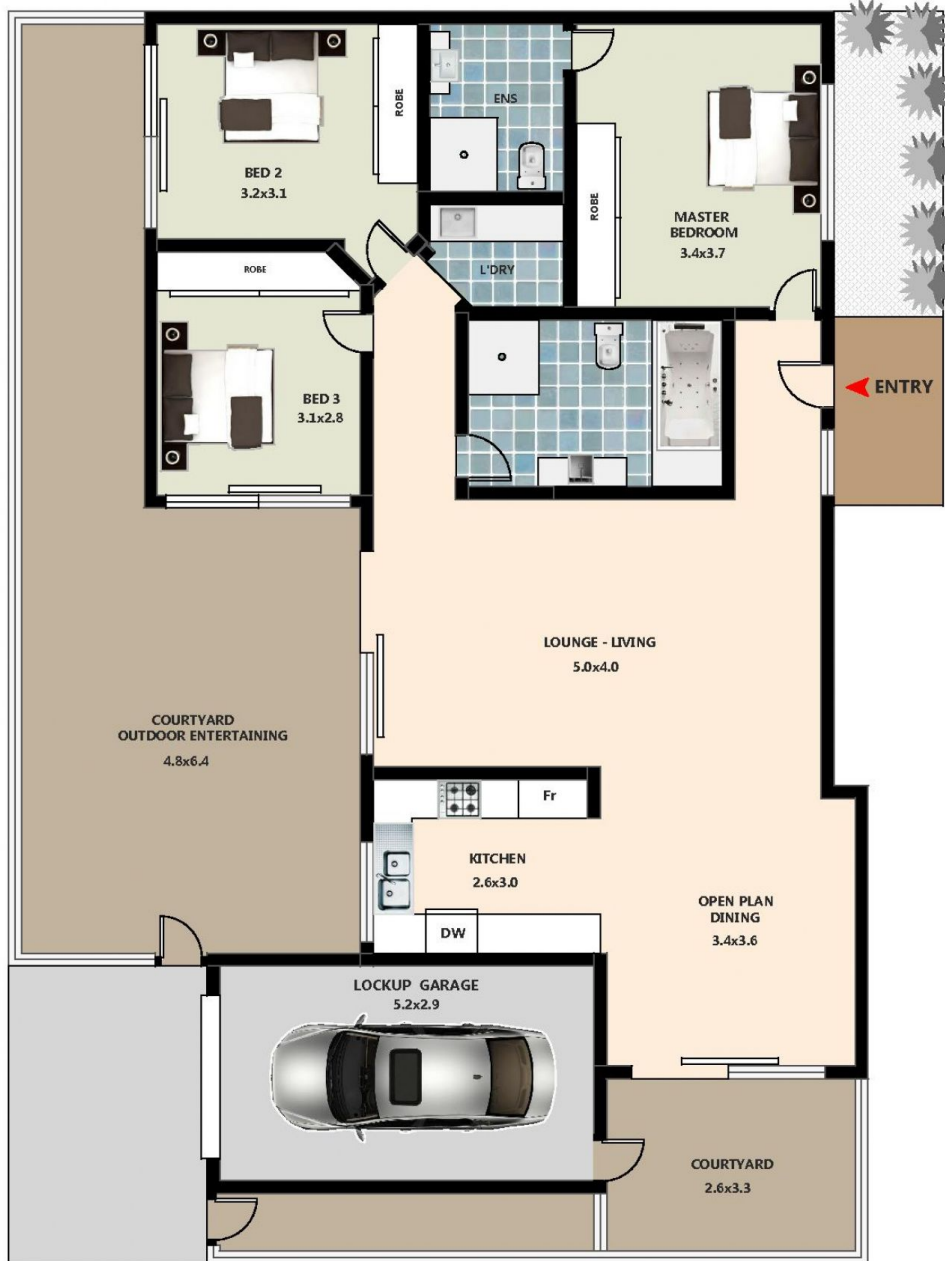 ENS
ROBE
BED 2
3.2x3.1
ROBE
MASTER
BEDROOM
3.4x3.7
L'DRY
ROBE
BED 3
3.1x2.8
ENTRY
LOUNGE - LIVING
5.0x4.0
COURTYARD
OUTDOOR ENTERTAINING
4.8x6.4
Fr
KITCHEN
2.6x3.0
OPEN PLAN
DINING
3.4x3.6
DW
LOCKUP GARAGE
5.2x2.9
COURTYARD
2.6x3.3